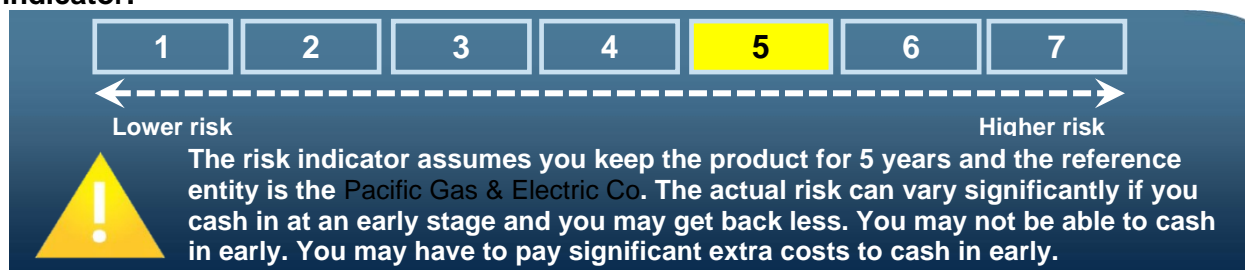 indicator:
1 2 3 4 5 6 7
Lower risk Higher risk
The risk indicator assumes you keep the product for 5 years and the reference
entity is the Pacific Gas & Electric Co. The actual risk can vary significantly if you
cash in at an early stage and you may get back less. You may not be able to cash
in early. You may have to pay significant extra costs to cash in early.